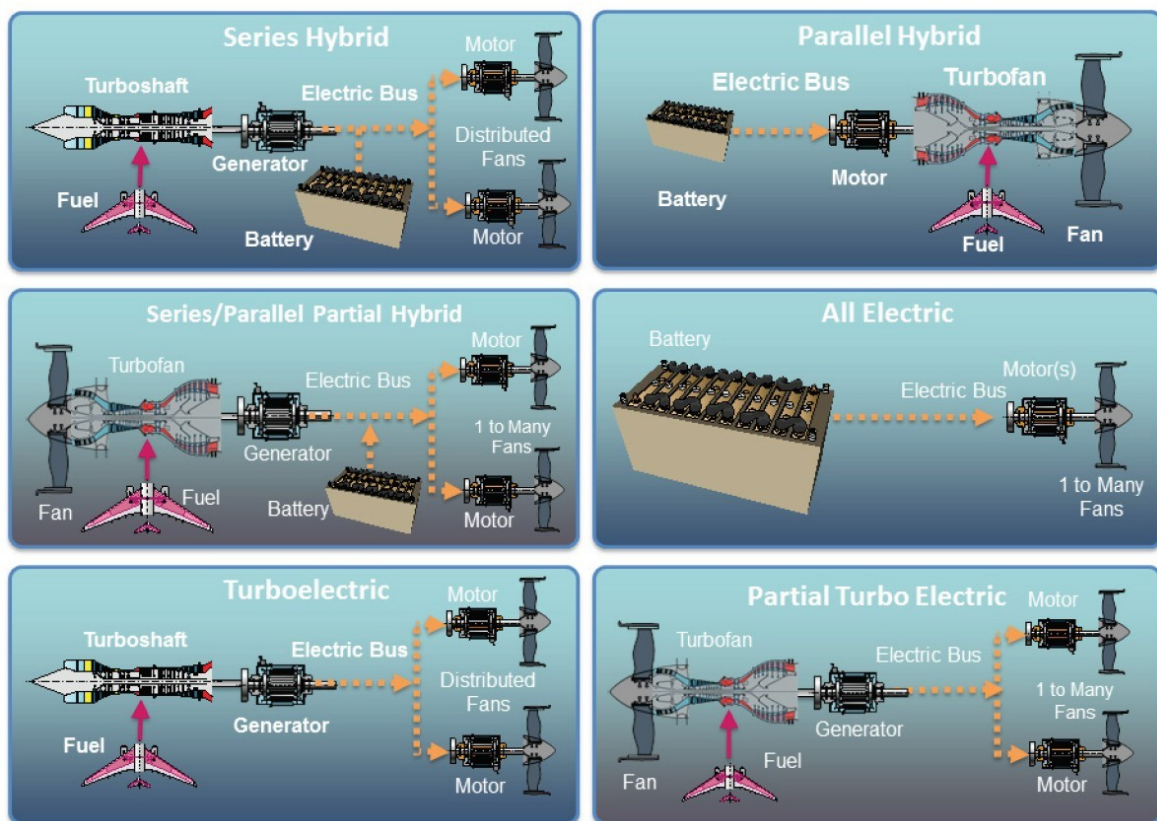 Series Hybrid
Motor
Turboshaft
Electric Bus
Distributed
Fans
Generator
Fuel
Battery
Motor
Parallel Hybrid
Electric Bus
Turbofan
Motor
Battery
Fuel
Fan
Series/Parallel Partial Hybrid
Motor
Turbofan
Electric Bus
1 to Many
Fans
Generator
Fuel
Fan
Battery
Motor
All Electric
Battery
Motor(s)
Electric Bus
1 to Many
Fans
Turboelectric
Motor
Turboshaft
Electric Bus
Distributed
Fans
Generator
Fuel
Motor
Partial Turbo Electric
Motor
Turbofan
Electric Bus
1 to Many
Fans
Generator
Fuel
Fan
Motor